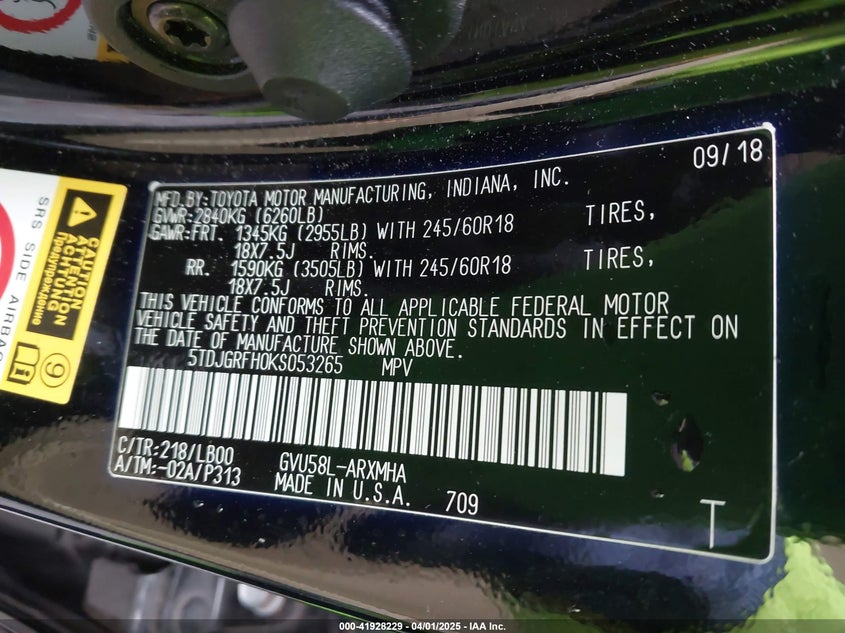 09/18
MFD.BY:TOYOTA MOTOR MANUFACTURING, INDIANA, INC.
GVWR:2840KG (6260LB)
GAWR:FRT. 1345KG (2955LB) WITH 245/60R18 TIRES,
18X7.5J RIMS.
RR. 1590KG (3505LB) WITH 245/60R18 TIRES,
18X7.5J RIMS.
THIS VEHICLE CONFORMS TO ALL APPLICABLE FEDERAL MOTOR
VEHICLE SAFETY AND THEFT PREVENTION STANDARDS IN EFFECT ON
THE DATE OF MANUFACTURE SHOWN ABOVE.
5TDJGRFH0KS053265 MPV
C/TR:218/LB00 GVU58L-ARXMHA
A/TM:-02A/P313 MADE IN U.S.A. 709
T
CAUTION
ATTENTION
ACHTUNG
Предупреждение
SRS SIDE AIRBAG
9
000-41928229 - 04/01/2025 - IAA Inc.